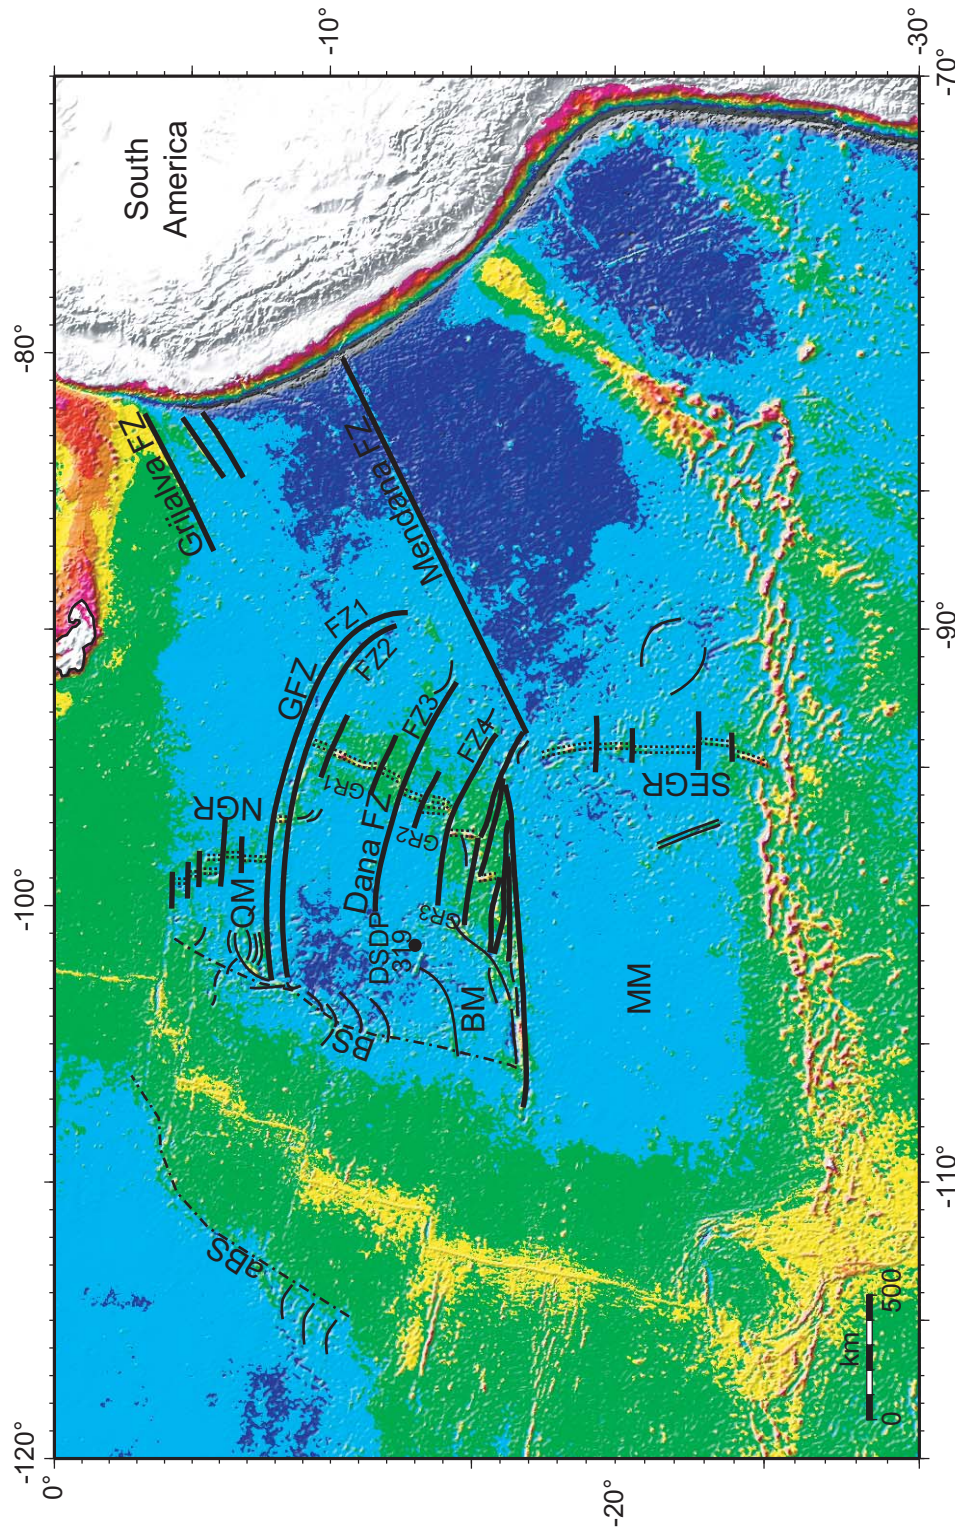 -120°
-110°
-100°
-90°
-80°
-70°
0°
-10°
-20°
-30°
South
America
Grijalva FZ
Mendana FZ
GFZ
FZ1
FZ2
FZ3
FZ4
Dana FZ
GR1
GR2
GR3
NGR
QM
DSDP
319
BS
BM
aBS
MM
SEGR
km
0 500